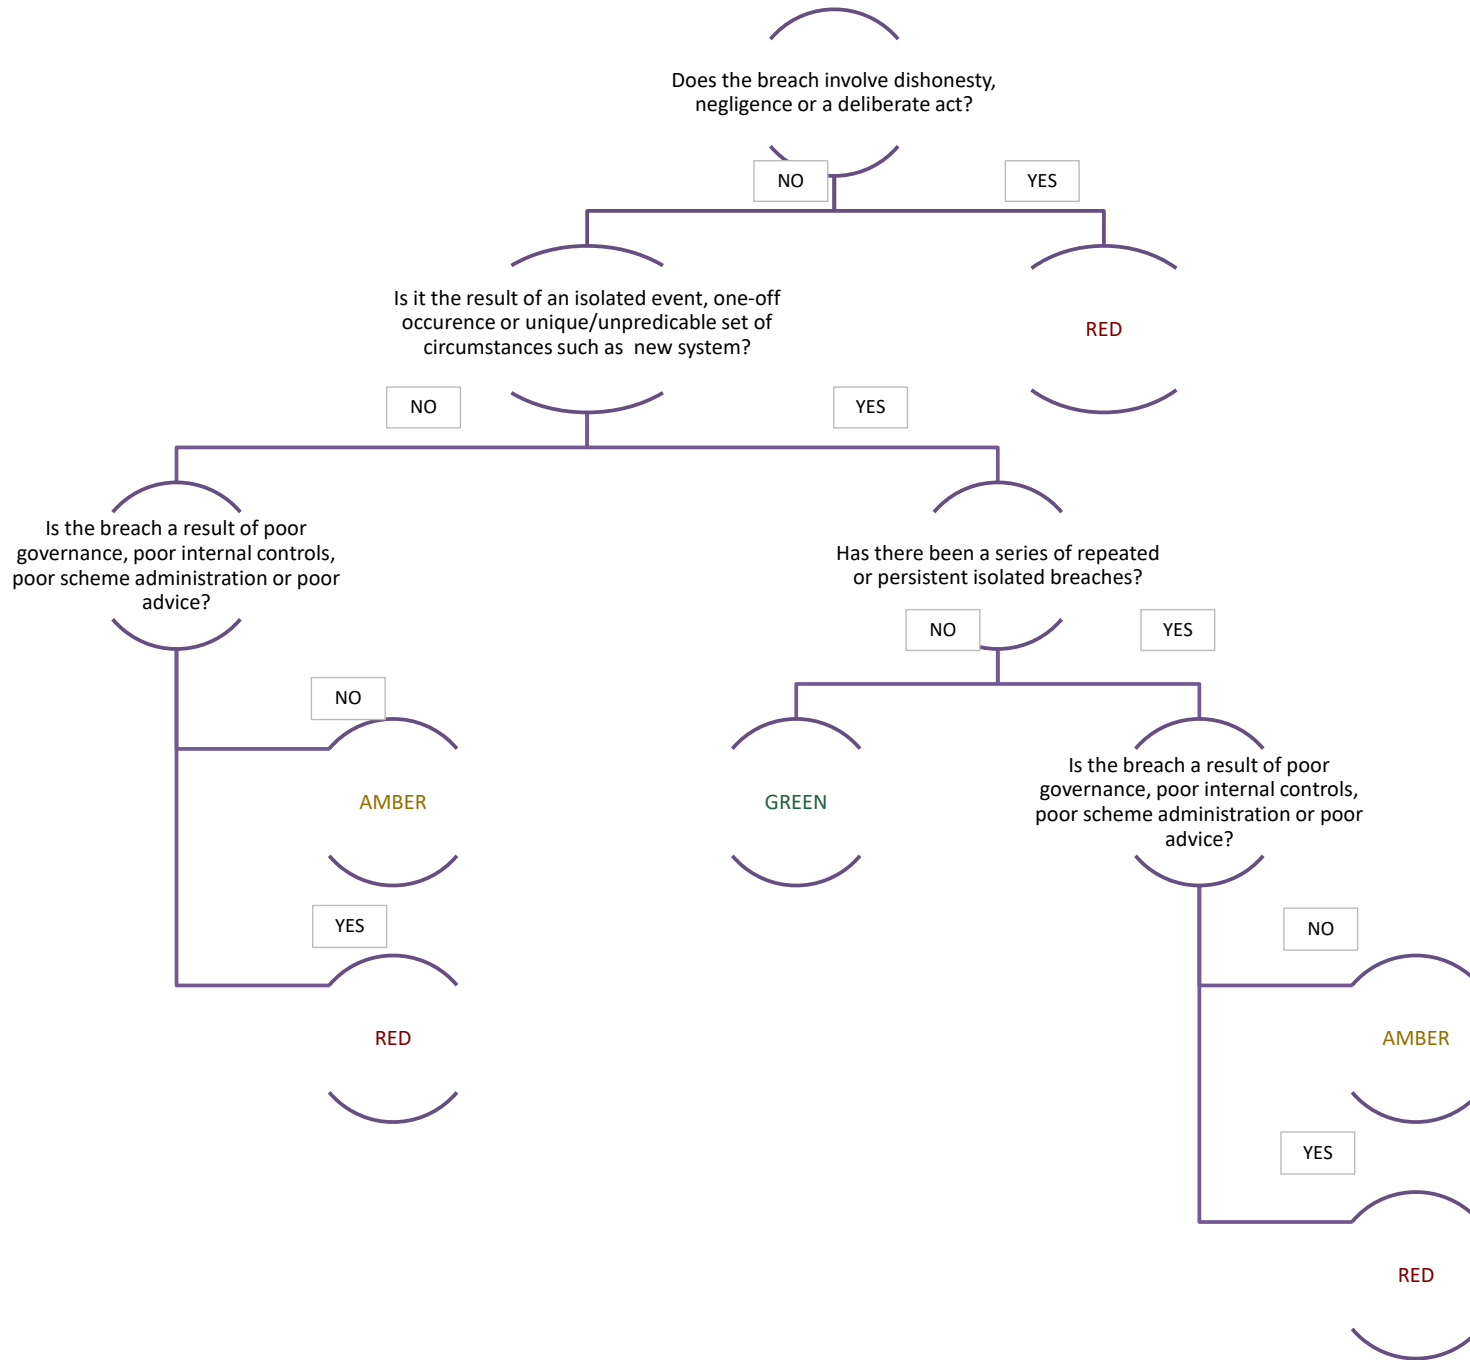 Does the breach involve dishonesty,
negligence or a deliberate act?
NO
YES
Is it the result of an isolated event, one-off
occurence or unique/unpredicable set of
circumstances such as  new system?
RED
NO
YES
Is the breach a result of poor
governance, poor internal controls,
poor scheme administration or poor
advice?
Has there been a series of repeated
or persistent isolated breaches?
NO
YES
NO
AMBER
GREEN
Is the breach a result of poor
governance, poor internal controls,
poor scheme administration or poor
advice?
YES
RED
NO
AMBER
YES
RED